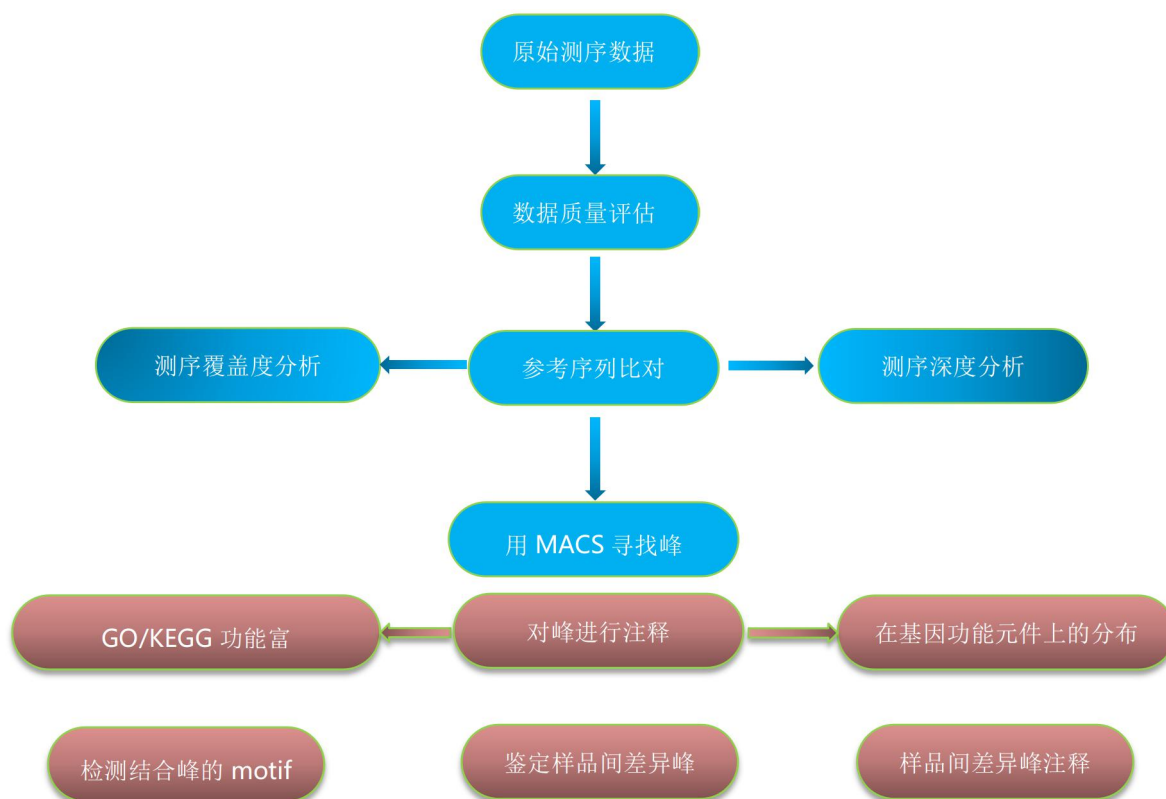 原始测序数据
数据质量评估
测序覆盖度分析
参考序列比对
测序深度分析
用 MACS 寻找峰
GO/KEGG 功能富
对峰进行注释
在基因功能元件上的分布
检测结合峰的 motif
鉴定样品间差异峰
样品间差异峰注释